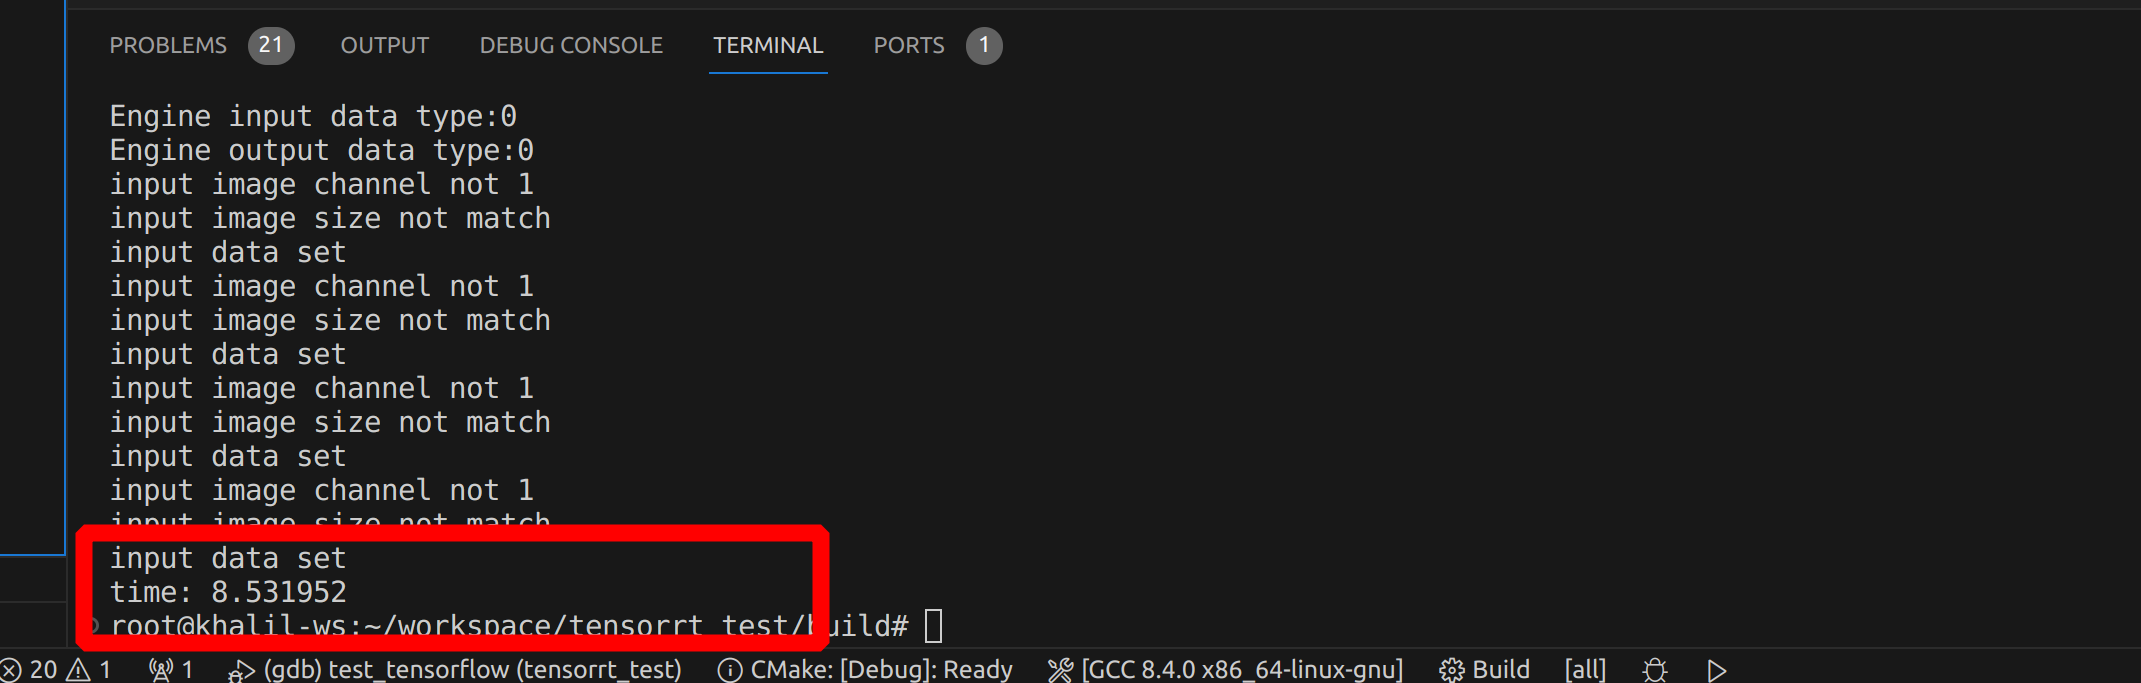 PROBLEMS 21 OUTPUT DEBUG CONSOLE TERMINAL PORTS 1
Engine input data type:0
Engine output data type:0
input image channel not 1
input image size not match
input data set
input image channel not 1
input image size not match
input data set
input image channel not 1
input image size not match
input data set
input image channel not 1
input image size not match
input data set
time: 8.531952
root@khalil-ws:~/workspace/tensorrt_test/build#
20 1 1 (gdb) test_tensorflow (tensorrt_test) CMake: [Debug]: Ready [GCC 8.4.0 x86_64-linux-gnu] Build [all]